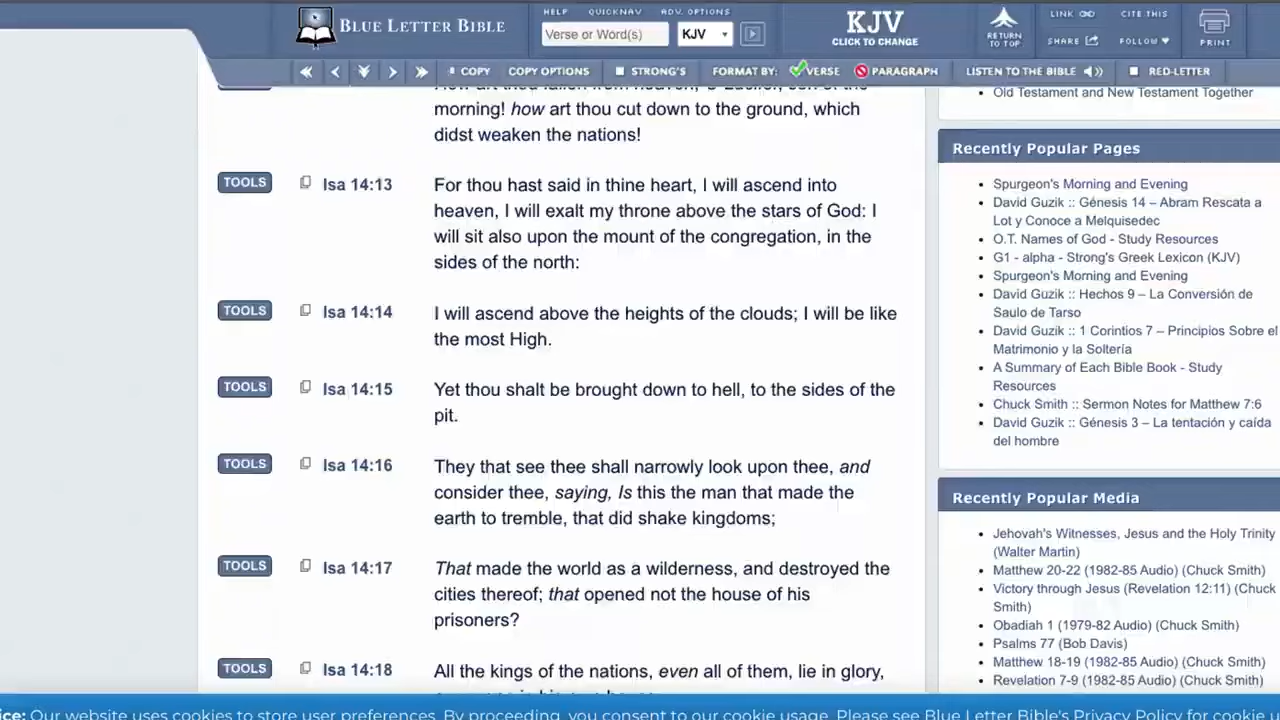 BLUE LETTER BIBLE
HELP QUICKNAV ADV. OPTIONS
Verse or Word(s) KJV
KJV
CLICK TO CHANGE
RETURN
TO TOP
LINK CITE THIS
SHARE FOLLOW
PRINT
COPY COPY OPTIONS STRONG'S FORMAT BY: VERSE PARAGRAPH LISTEN TO THE BIBLE RED-LETTER
morning! how art thou cut down to the ground, which
didst weaken the nations!
TOOLS Isa 14:13 For thou hast said in thine heart, I will ascend into
heaven, I will exalt my throne above the stars of God: I
will sit also upon the mount of the congregation, in the
sides of the north:
TOOLS Isa 14:14 I will ascend above the heights of the clouds; I will be like
the most High.
TOOLS Isa 14:15 Yet thou shalt be brought down to hell, to the sides of the
pit.
TOOLS Isa 14:16 They that see thee shall narrowly look upon thee, and
consider thee, saying, Is this the man that made the
earth to tremble, that did shake kingdoms;
TOOLS Isa 14:17 That made the world as a wilderness, and destroyed the
cities thereof; that opened not the house of his
prisoners?
TOOLS Isa 14:18 All the kings of the nations, even all of them, lie in glory,
Old Testament and New Testament Together
Recently Popular Pages
Spurgeon's Morning and Evening
David Guzik :: Génesis 14 – Abram Rescata a
Lot y Conoce a Melquisedec
O.T. Names of God - Study Resources
G1 - alpha - Strong's Greek Lexicon (KJV)
Spurgeon's Morning and Evening
David Guzik :: Hechos 9 – La Conversión de
Saulo de Tarso
David Guzik :: 1 Corintios 7 – Principios Sobre el
Matrimonio y la Soltería
A Summary of Each Bible Book - Study
Resources
Chuck Smith :: Sermon Notes for Matthew 7:6
David Guzik :: Génesis 3 – La tentación y caída
del hombre
Recently Popular Media
Jehovah's Witnesses, Jesus and the Holy Trinity
(Walter Martin)
Matthew 20-22 (1982-85 Audio) (Chuck Smith)
Victory through Jesus (Revelation 12:11) (Chuck
Smith)
Obadiah 1 (1979-82 Audio) (Chuck Smith)
Psalms 77 (Bob Davis)
Matthew 18-19 (1982-85 Audio) (Chuck Smith)
Revelation 7-9 (1982-85 Audio) (Chuck Smith)
ice: Our website uses cookies to store user preferences. By proceeding, you consent to our cookie usage. Please see Blue Letter Bible's Privacy Policy for cookie u